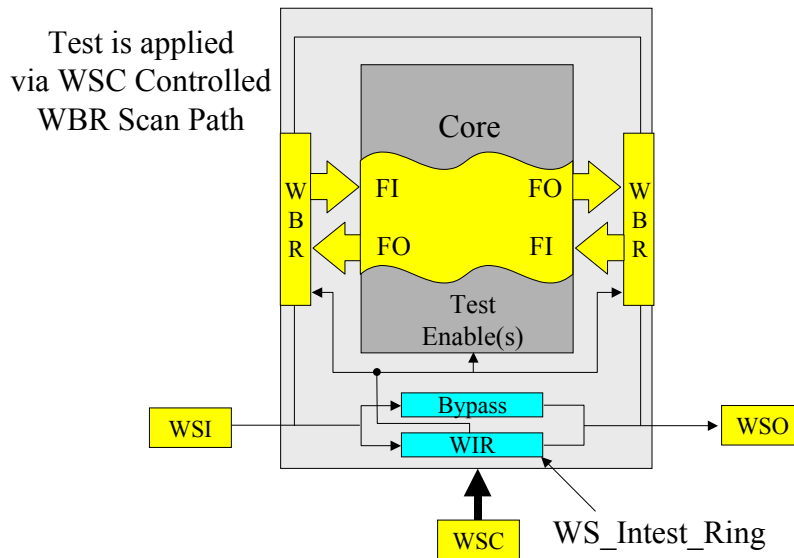 Test is applied
via WSC Controlled
WBR Scan Path
Core
W
B
R
FI
FO
FO
FI
W
B
R
Test
Enable(s)
Bypass
WIR
WSI
WSO
WSC
WS_Intest_Ring